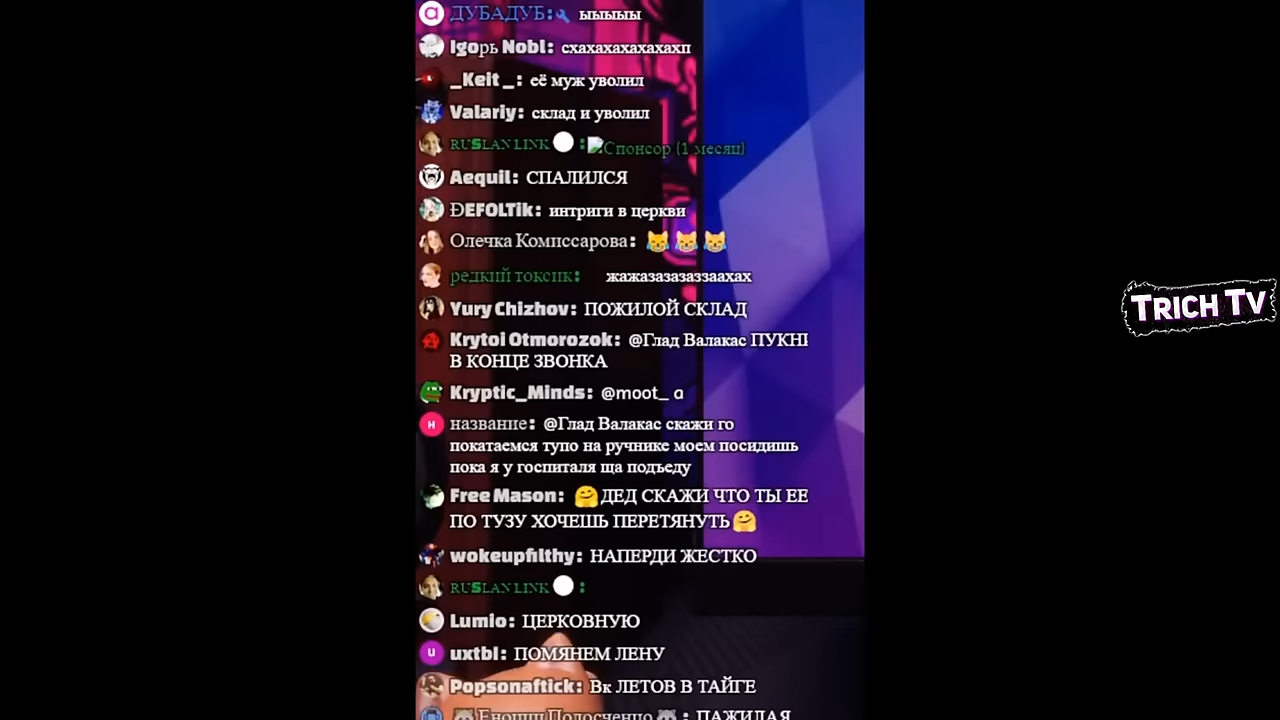 ДУБАДУБ: ыыыыы
Igoрь Nobl: схахахахахахахп
_Keit_: её муж уволил
Valariy: склад и уволил
RUSLAN LINK : Спонсор (1 месяц)
Aequil: СПАЛИЛСЯ
ĐEFOLTik: интриги в церкви
Олечка Комиссарова: 😹 😹 😹
редкий токсик: жажазазазаззаахах
Yury Chizhov: ПОЖИЛОЙ СКЛАД
Krytoi Otmorozok: @Глад Валакас ПУКНИ
В КОНЦЕ ЗВОНКА
Kryptic_Minds: @moot_ a
название: @Глад Валакас скажи го
покатаемся тупо на ручнике моем посидишь
пока я у госпиталя ща подъеду
Free Mason: 🤗ДЕД СКАЖИ ЧТО ТЫ ЕЕ
ПО ТУЗУ ХОЧЕШЬ ПЕРЕТЯНУТЬ🤗
wokeupfilthy: НАПЕРДИ ЖЕСТКО
RUSLAN LINK :
Lumio: ЦЕРКОВНУЮ
uxtbl: ПОМЯНЕМ ЛЕНУ
Popsonaftick: Вк ЛЕТОВ В ТАЙГЕ
ПАЖИЛАЯ
TRICH TV